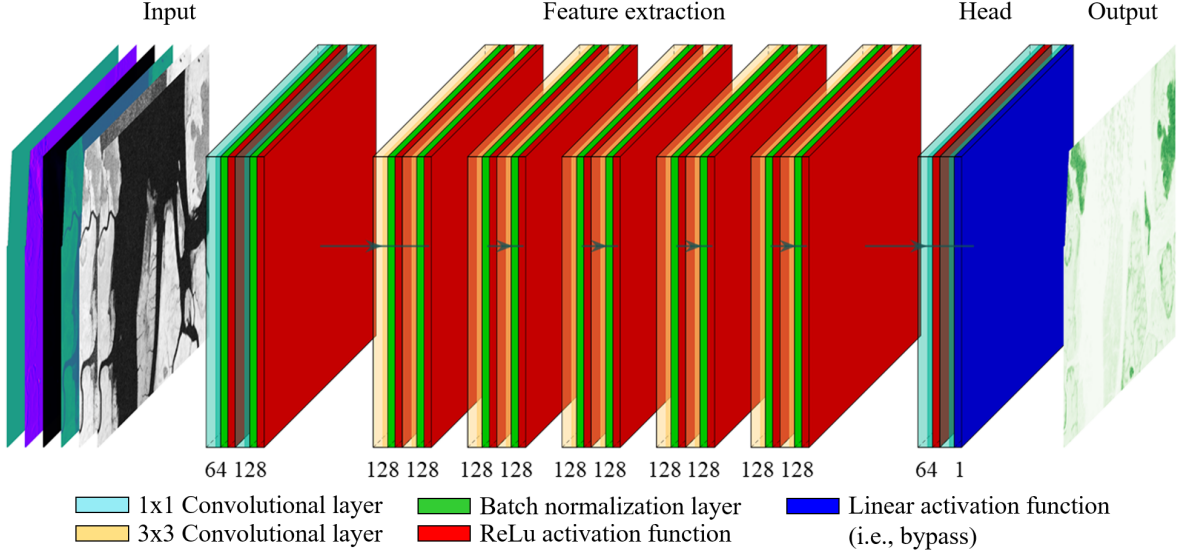 Input Feature extraction Head Output
64 128 128 128 128 128 128 128 128 128 128 128 64 1
1x1 Convolutional layer Batch normalization layer Linear activation function
3x3 Convolutional layer ReLu activation function (i.e., bypass)